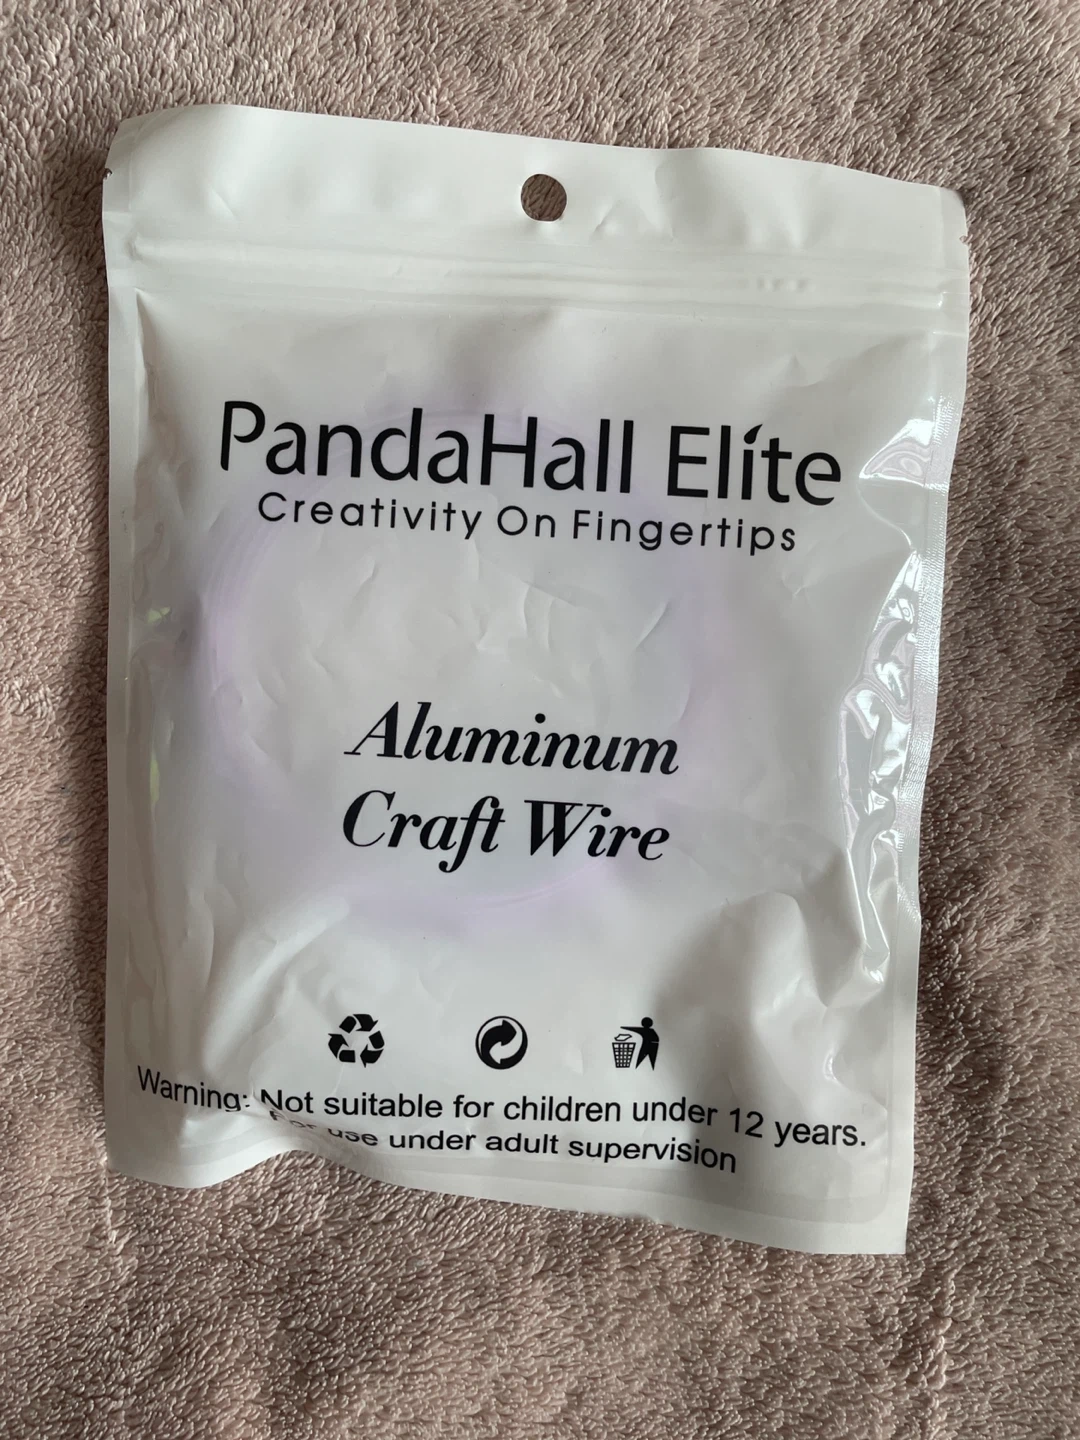 PandaHall Elite
Creativity On Fingertips
Aluminum
Craft Wire
Warning: Not suitable for children under 12 years.
For use under adult supervision